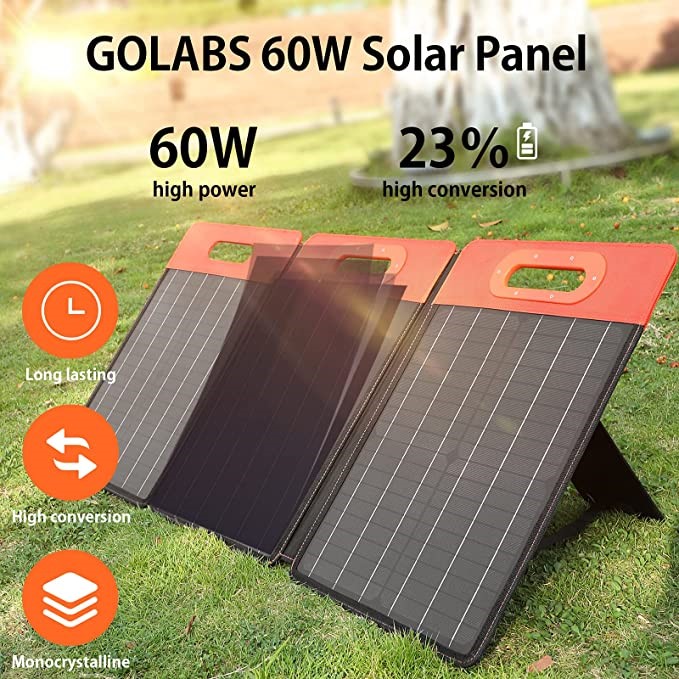 GOLABS 60W Solar Panel
60W
high power
23%
high conversion
Long lasting
High conversion
Monocrystalline